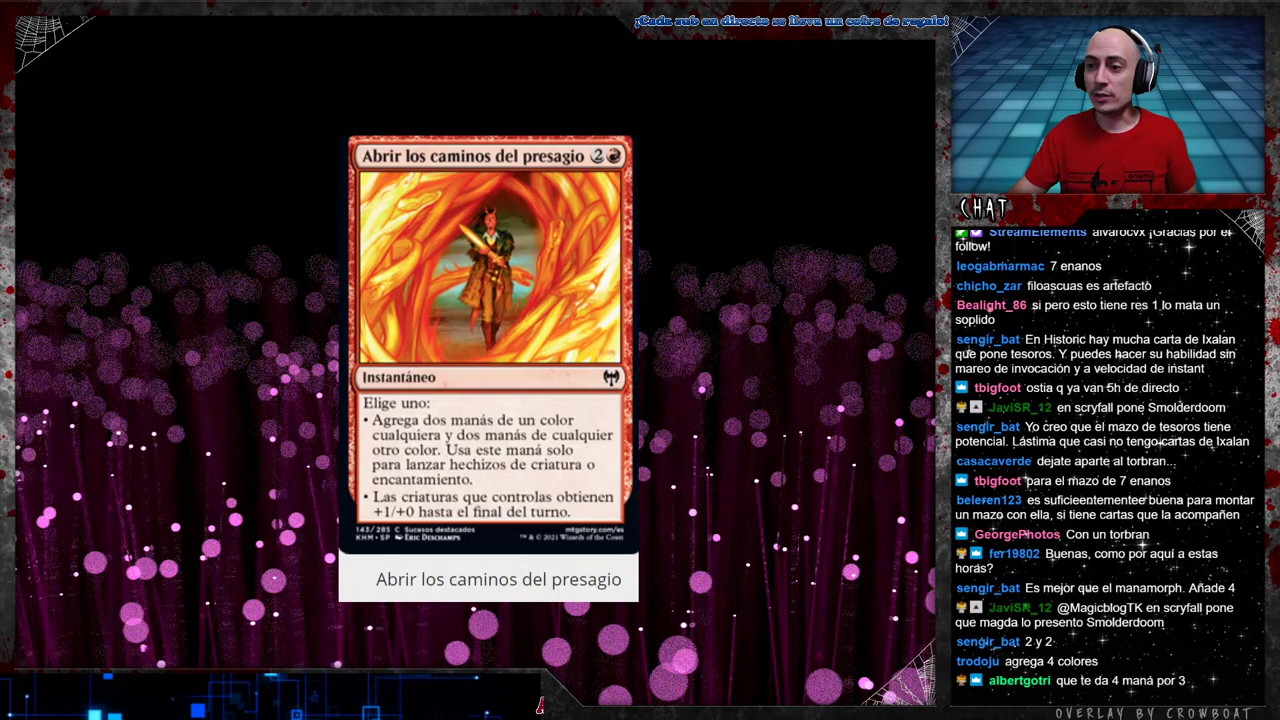 ¡Cada sub en directo se lleva un cofre de regalo!
Abrir los caminos del presagio 2
Instantáneo
Elige uno:
• Agrega dos manás de un color
cualquiera y dos manás de cualquier
otro color. Usa este maná solo
para lanzar hechizos de criatura o
encantamiento.
• Las criaturas que controlas obtienen
+1/+0 hasta el final del turno.
143/285 C Sucesos destacados
KHM • SP ERIC DESCHAMPS
mtgstory.com/es
™ & © 2021 Wizards of the Coast
Abrir los caminos del presagio
CHAT
StreamElements alvarocvx ¡Gracias por el
follow!
leogabmarmac 7 enanos
chicho_zar filoascuas es artefacto
Bealight_86 si pero esto tiene res 1 lo mata un
soplido
sengir_bat En Historic hay mucha carta de Ixalan
que pone tesoros. Y puedes hacer su habilidad sin
mareo de invocación y a velocidad de instant
tbigfoot ostia q ya van 5h de directo
JaviSR_12 en scryfall pone Smolderdoom
sengir_bat Yo creo que el mazo de tesoros tiene
potencial. Lástima que casi no tengo cartas de Ixalan
casacaverde dejate aparte al torbran...
tbigfoot para el mazo de 7 enanos
beleren123 es suficieentementee buena para montar
un mazo con ella, si tiene cartas que la acompañen
GeorgePhotos Con un torbran
fer19802 Buenas, como por aquí a estas
horas?
sengir_bat Es mejor que el manamorph. Añade 4
JaviSR_12 @MagicblogTK en scryfall pone
que magda lo presento Smolderdoom
sengir_bat 2 y 2
trodoju agrega 4 colores
albertgotri que te da 4 maná por 3
OVERLAY BY CROWBOAT